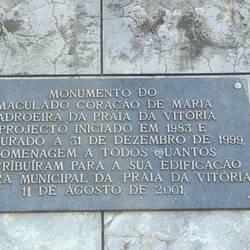 MONUMENTO DO
MACULADO CORAÇÃO DE MARIA
ADROEIRA DA PRAIA DA VITÓRIA
PROJECTO INICIADO EM 1983 E
URADO A 31 DE DEZEMBRO DE 1999,
OMENAGEM A TODOS QUANTOS
TRIBUÍRAM PARA A SUA EDIFICAÇÃO
RA MUNICIPAL DA PRAIA DA VITÓRIA
11 DE AGOSTO DE 2001